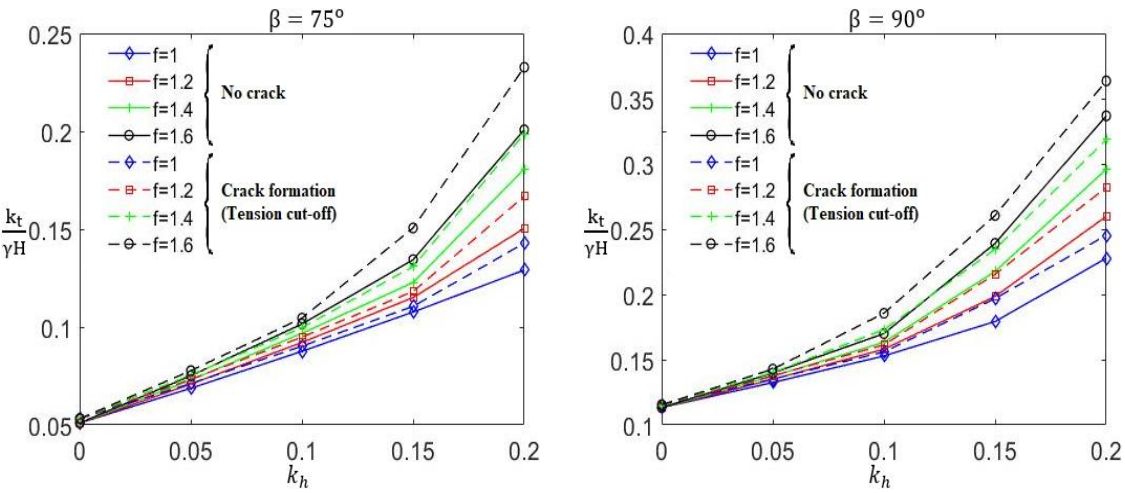 β = 75°
0.25
0.2
0.15
0.1
0.05
k_t
γH
f=1
f=1.2
f=1.4
f=1.6
No crack
f=1
f=1.2
f=1.4
f=1.6
Crack formation
(Tension cut-off)
0 0.05 0.1 0.15 0.2
k_h
β = 90°
0.4
0.35
0.3
0.25
0.2
0.15
0.1
k_t
γH
f=1
f=1.2
f=1.4
f=1.6
No crack
f=1
f=1.2
f=1.4
f=1.6
Crack formation
(Tension cut-off)
0 0.05 0.1 0.15 0.2
k_h